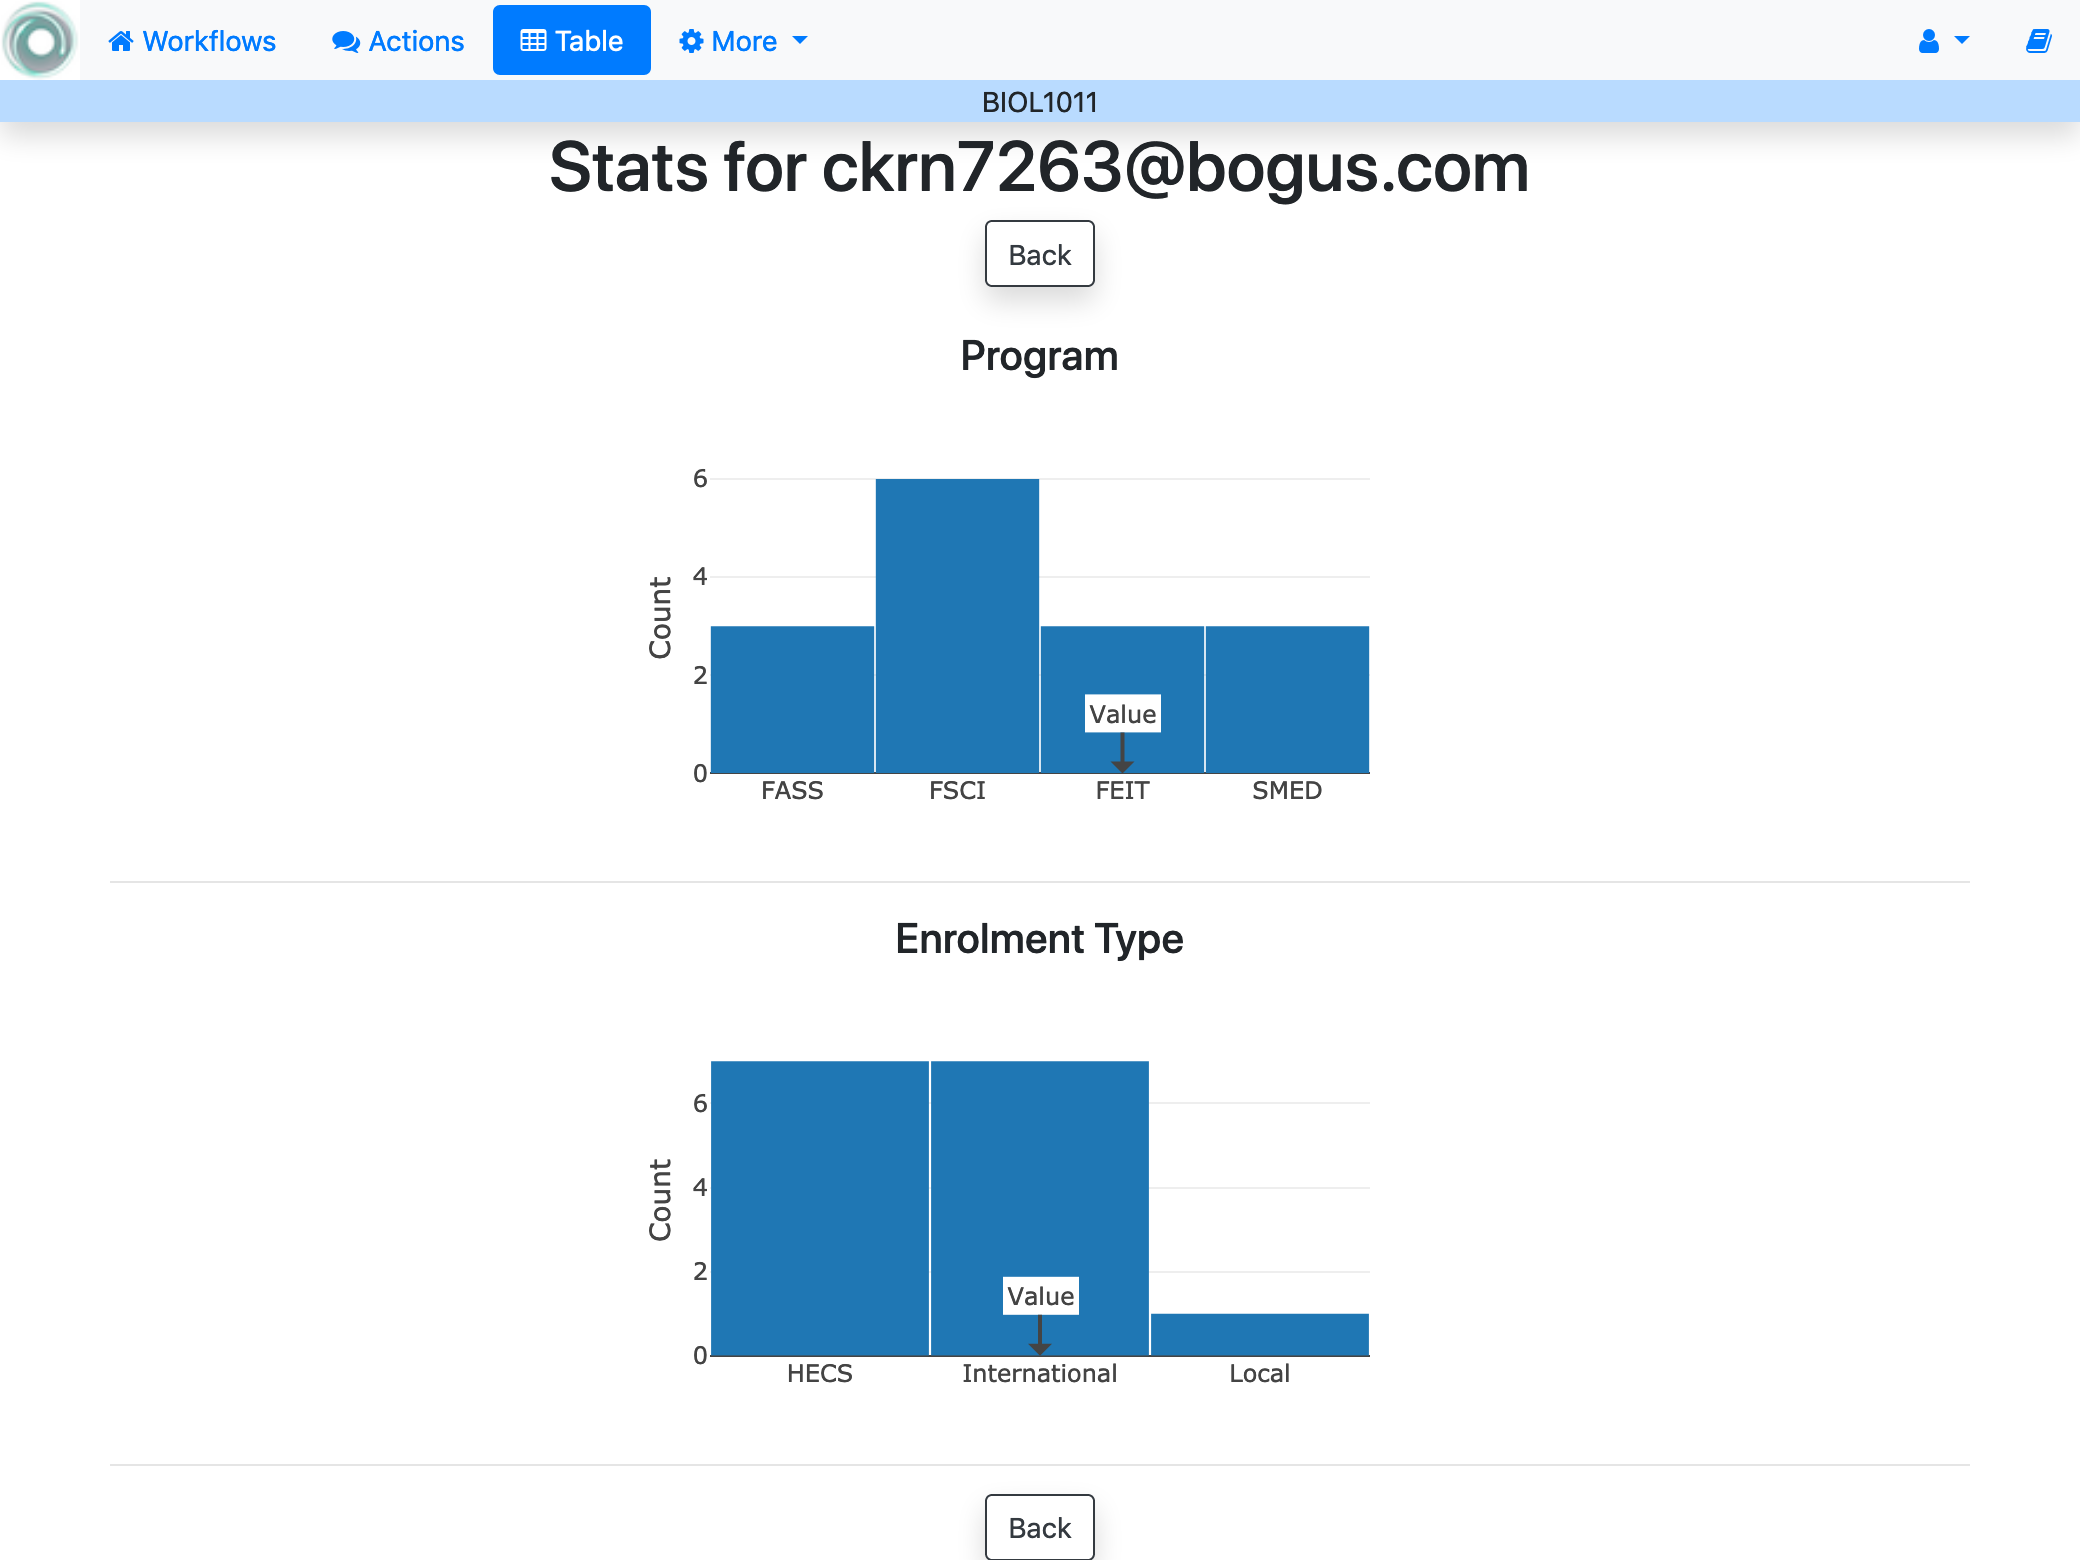 Workflows Actions Table More
BIOL1011
Stats for ckrn7263@bogus.com
Back
Program
6
4
2
0
Count
Value
FASS FSCI FEIT SMED
Enrolment Type
6
4
2
0
Count
Value
HECS International Local
Back